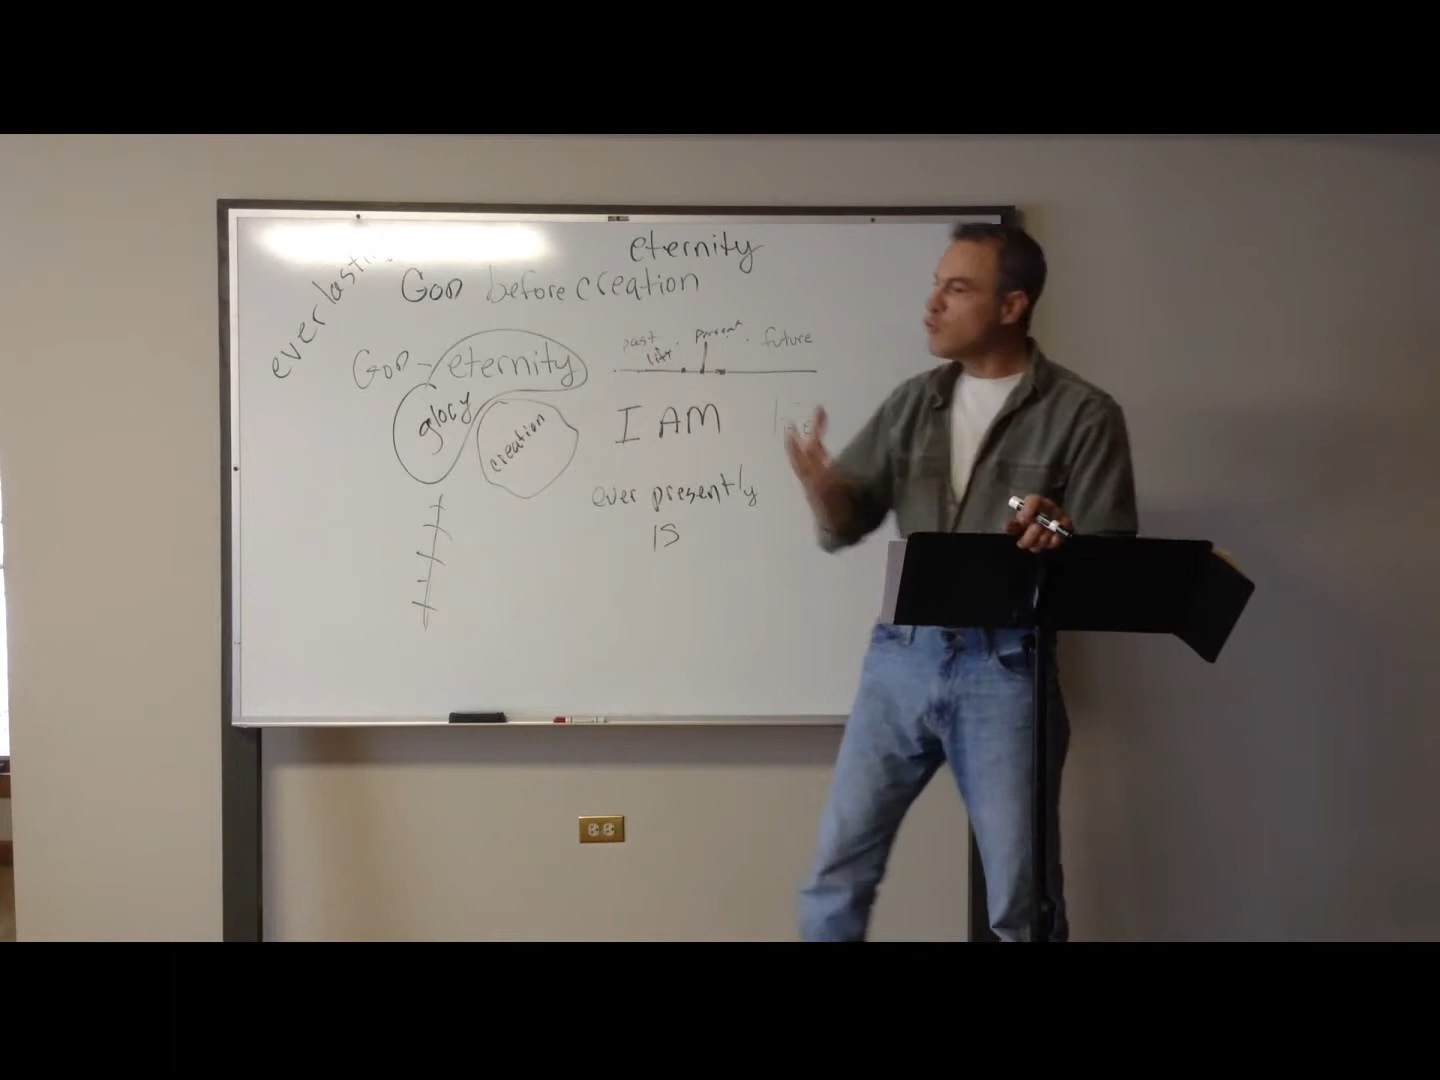 eternity
God before creation
God - eternity
past present future
glory
creation
I AM
ever presently
is